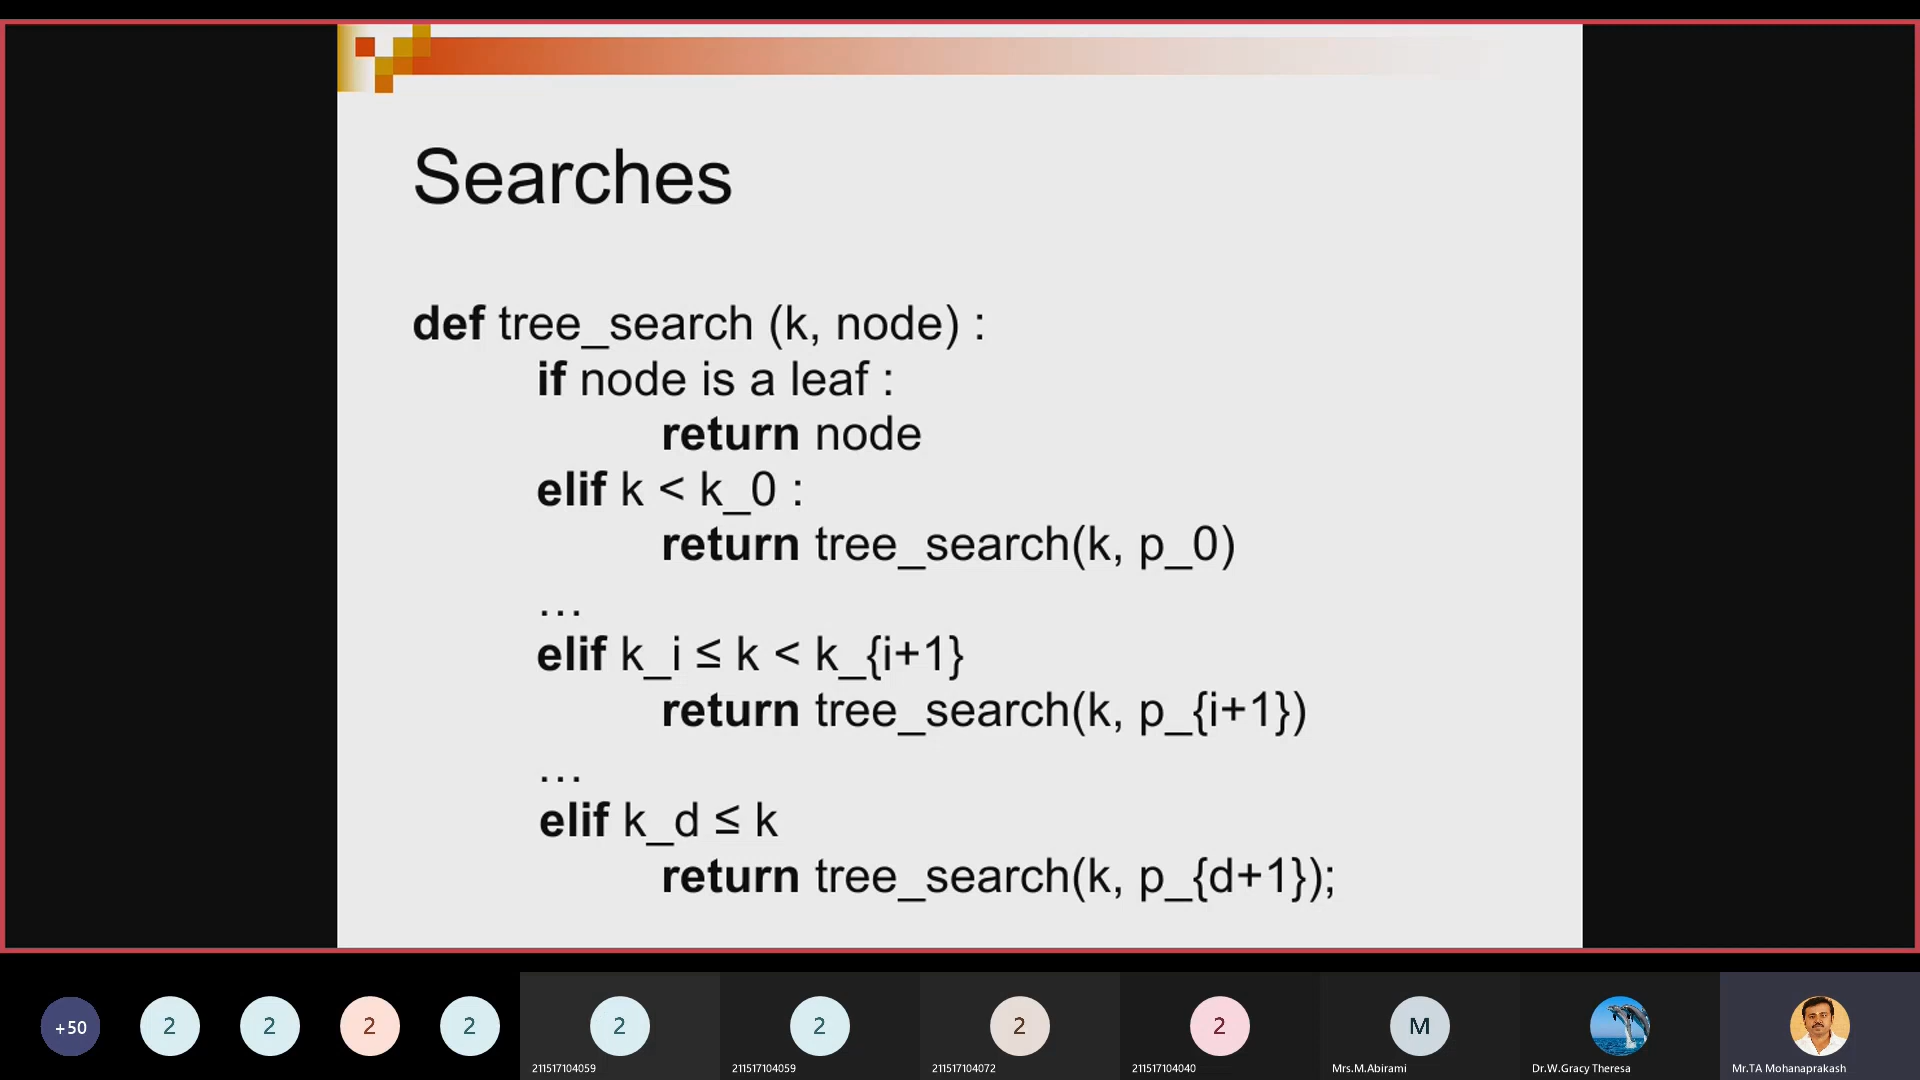 Searches
def tree_search (k, node) :
if node is a leaf :
return node
elif k < k_0 :
return tree_search(k, p_0)
…
elif k_i ≤ k < k_{i+1}
return tree_search(k, p_{i+1})
…
elif k_d ≤ k
return tree_search(k, p_{d+1});
+50
2
2
2
2
2
2
2
2
M
211517104059
211517104059
211517104072
211517104040
Mrs.M.Abirami
Dr.W.Gracy Theresa
Mr.TA Mohanaprakash